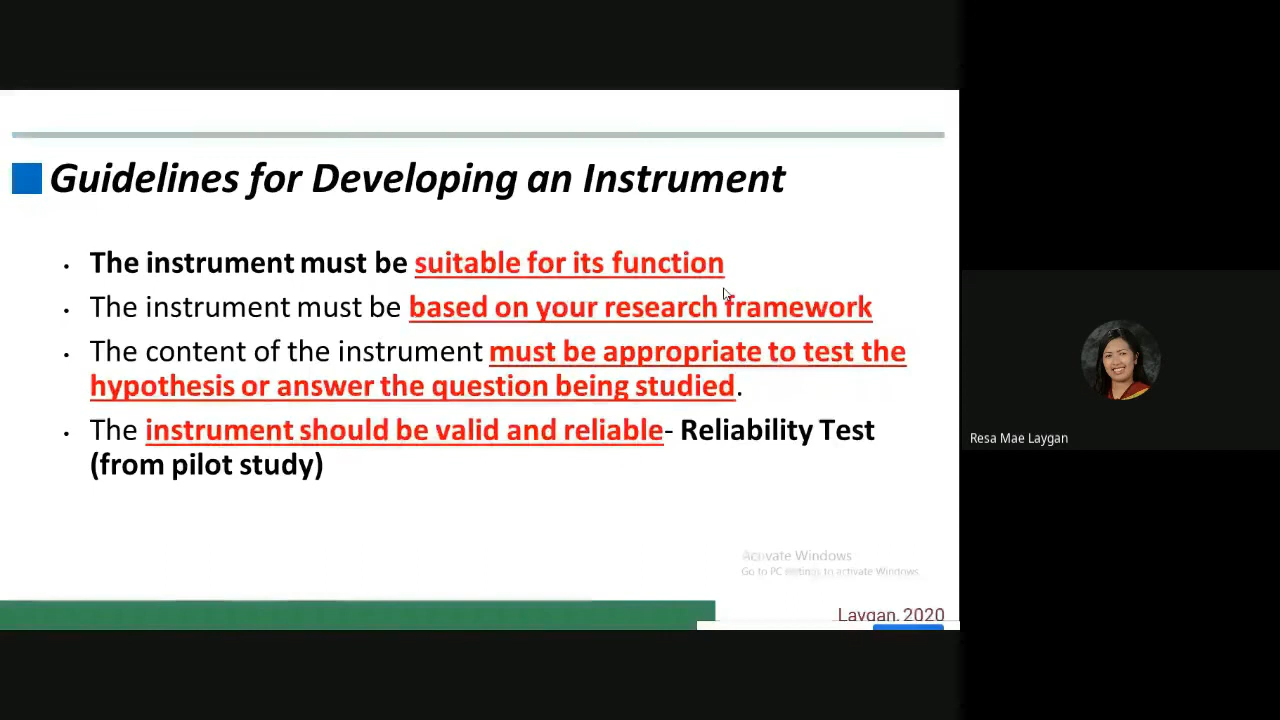 Guidelines for Developing an Instrument
• The instrument must be suitable for its function
• The instrument must be based on your research framework
• The content of the instrument must be appropriate to test the
hypothesis or answer the question being studied.
• The instrument should be valid and reliable- Reliability Test
(from pilot study)
Activate Windows
Go to PC settings to activate Windows
Laygan, 2020
Resa Mae Laygan